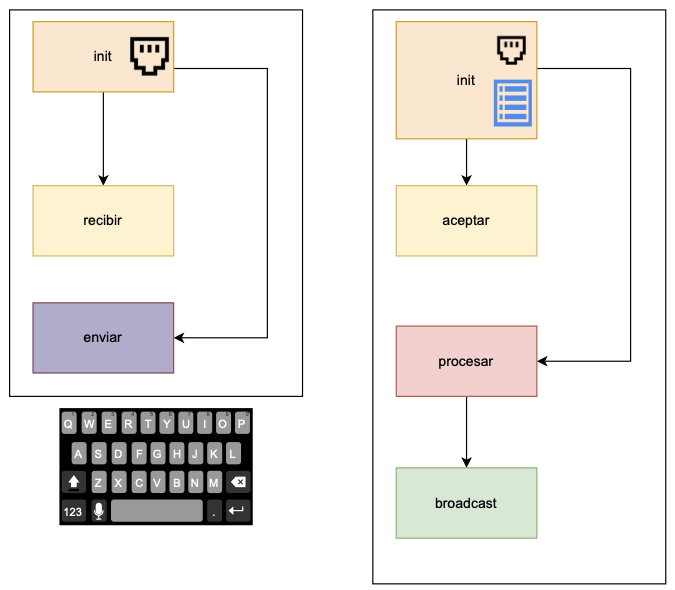 init
recibir
enviar
Q W E R T Y U I O P
A S D F G H J K L
Z X C V B N M
123 .
init
aceptar
procesar
broadcast